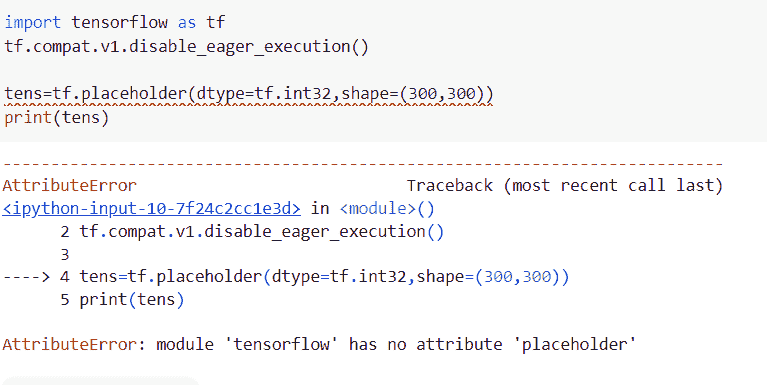 import tensorflow as tf
tf.compat.v1.disable_eager_execution()
tens=tf.placeholder(dtype=tf.int32,shape=(300,300))
print(tens)
---------------------------------------------------------------------------
AttributeError                            Traceback (most recent call last)
<ipython-input-10-7f24c2cc1e3d> in <module>()
      2 tf.compat.v1.disable_eager_execution()
      3
----> 4 tens=tf.placeholder(dtype=tf.int32,shape=(300,300))
      5 print(tens)
AttributeError: module 'tensorflow' has no attribute 'placeholder'